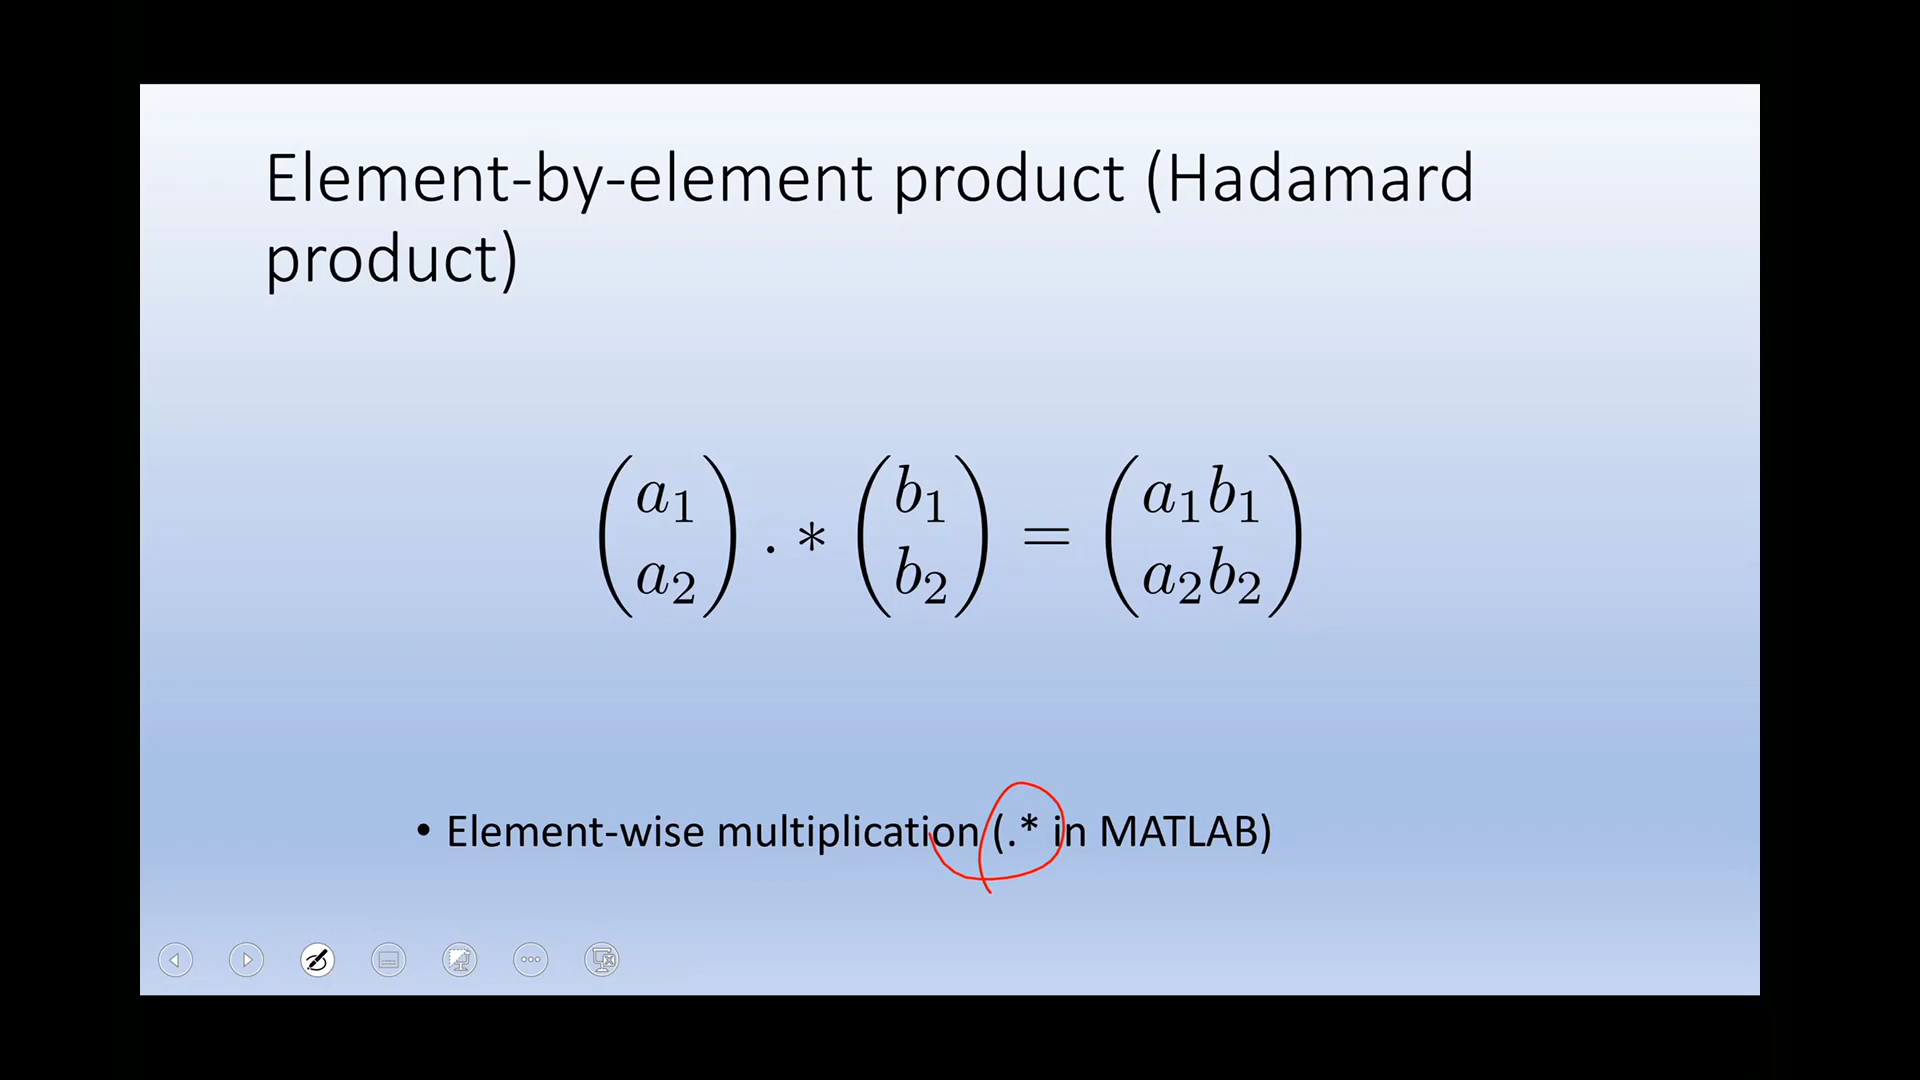 Element-by-element product (Hadamard
product)
$\begin{pmatrix} a_1 \\ a_2 \end{pmatrix} .* \begin{pmatrix} b_1 \\ b_2 \end{pmatrix} = \begin{pmatrix} a_1 b_1 \\ a_2 b_2 \end{pmatrix}$
• Element-wise multiplication (.* in MATLAB)